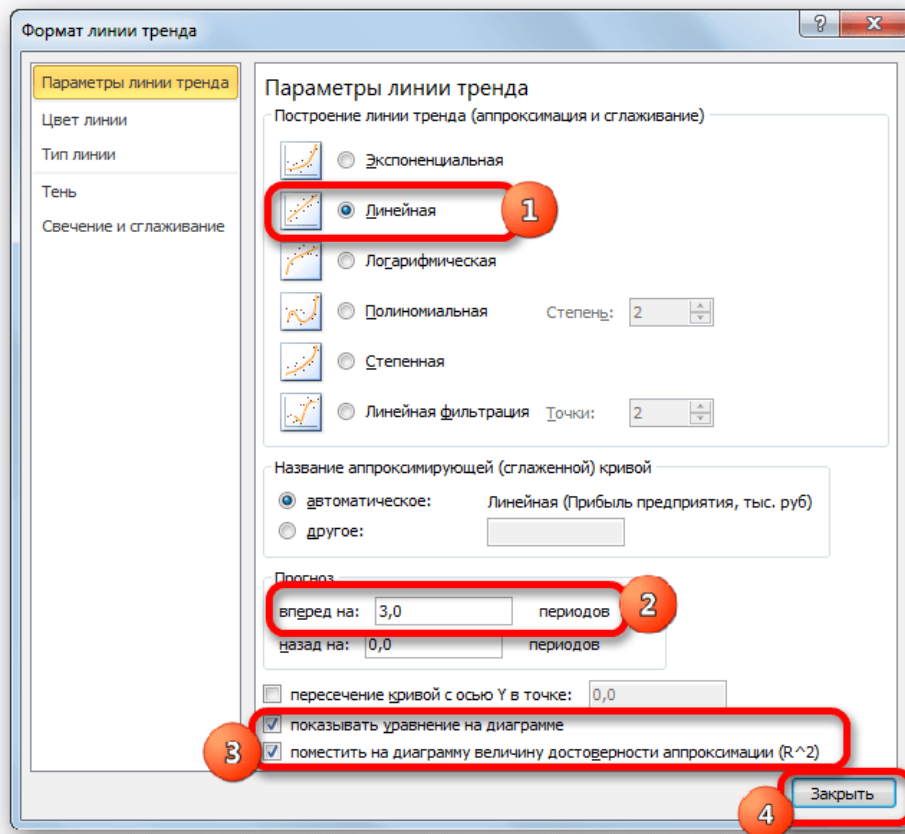 Формат линии тренда
?
X
Параметры линии тренда
Цвет линии
Тип линии
Тень
Свечение и сглаживание
Параметры линии тренда
Построение линии тренда (аппроксимация и сглаживание)
Экспоненциальная
Линейная
1
Логарифмическая
Полиномиальная Степень: 2
Степенная
Линейная фильтрация Точки: 2
Название аппроксимирующей (сглаженной) кривой
автоматическое: Линейная (Прибыль предприятия, тыс. руб)
другое:
Прогноз
вперед на: 3,0 периодов 2
назад на: 0,0 периодов
пересечение кривой с осью Y в точке: 0,0
показывать уравнение на диаграмме
3 поместить на диаграмму величину достоверности аппроксимации (R^2)
Закрыть
4